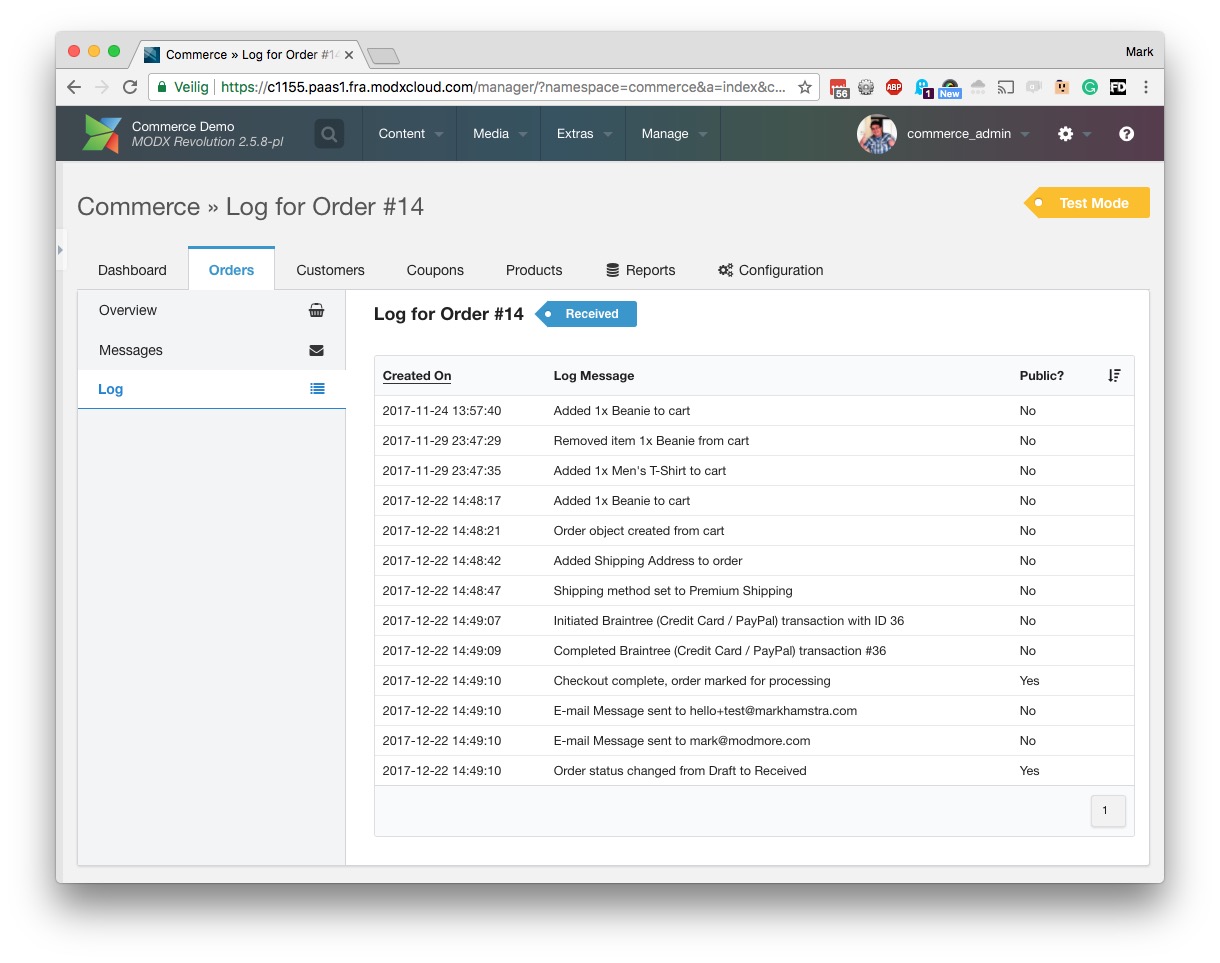 Commerce » Log for Order #14
Mark
Veilig
https://c1155.paas1.fra.modxcloud.com/manager/?namespace=commerce&a=index&c...
56
ABP
1
New
FD
Commerce Demo
MODX Revolution 2.5.8-pl
Content
Media
Extras
Manage
commerce_admin
Commerce » Log for Order #14
Test Mode
Dashboard
Orders
Customers
Coupons
Products
Reports
Configuration
Overview
Messages
Log
Log for Order #14
Received
Created On Log Message Public?
2017-11-24 13:57:40 Added 1x Beanie to cart No
2017-11-29 23:47:29 Removed item 1x Beanie from cart No
2017-11-29 23:47:35 Added 1x Men's T-Shirt to cart No
2017-12-22 14:48:17 Added 1x Beanie to cart No
2017-12-22 14:48:21 Order object created from cart No
2017-12-22 14:48:42 Added Shipping Address to order No
2017-12-22 14:48:47 Shipping method set to Premium Shipping No
2017-12-22 14:49:07 Initiated Braintree (Credit Card / PayPal) transaction with ID 36 No
2017-12-22 14:49:09 Completed Braintree (Credit Card / PayPal) transaction #36 No
2017-12-22 14:49:10 Checkout complete, order marked for processing Yes
2017-12-22 14:49:10 E-mail Message sent to hello+test@markhamstra.com No
2017-12-22 14:49:10 E-mail Message sent to mark@modmore.com No
2017-12-22 14:49:10 Order status changed from Draft to Received Yes
1